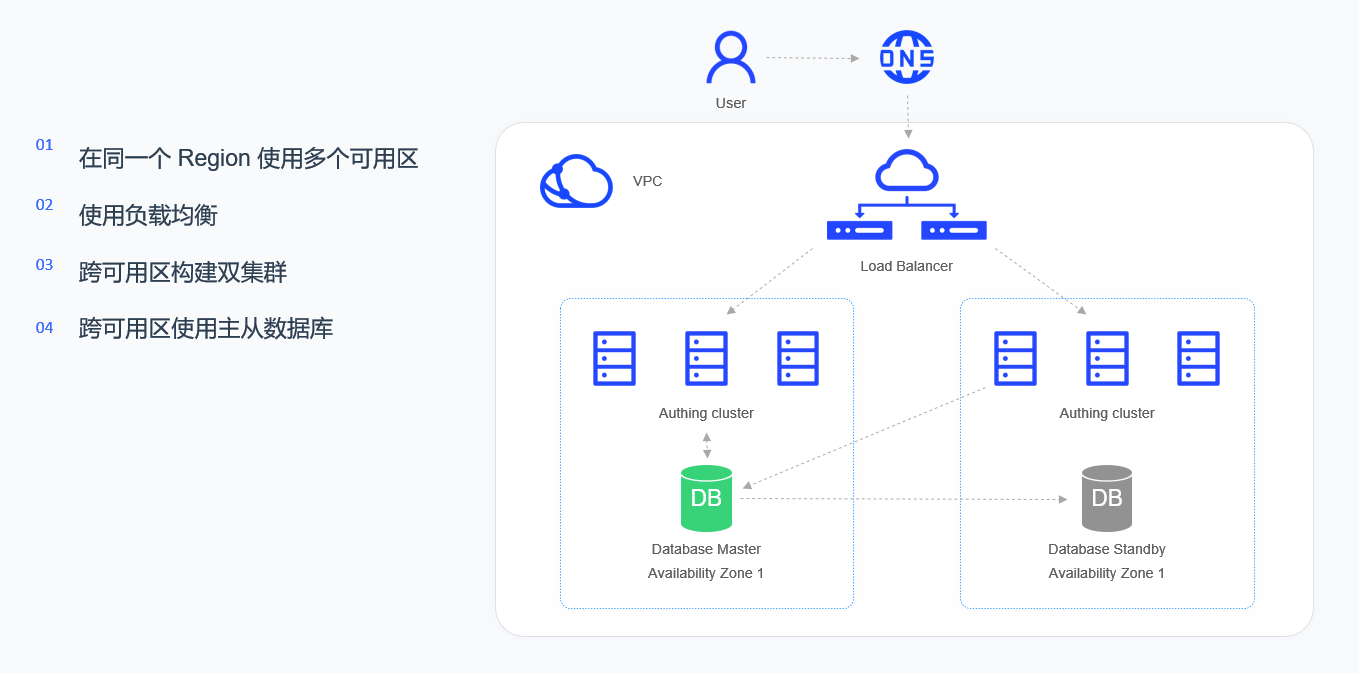 01
在同一个 Region 使用多个可用区
02
使用负载均衡
03
跨可用区构建双集群
04
跨可用区使用主从数据库
User
DNS
VPC
Load Balancer
Authing cluster
Authing cluster
DB
DB
Database Master
Availability Zone 1
Database Standby
Availability Zone 1